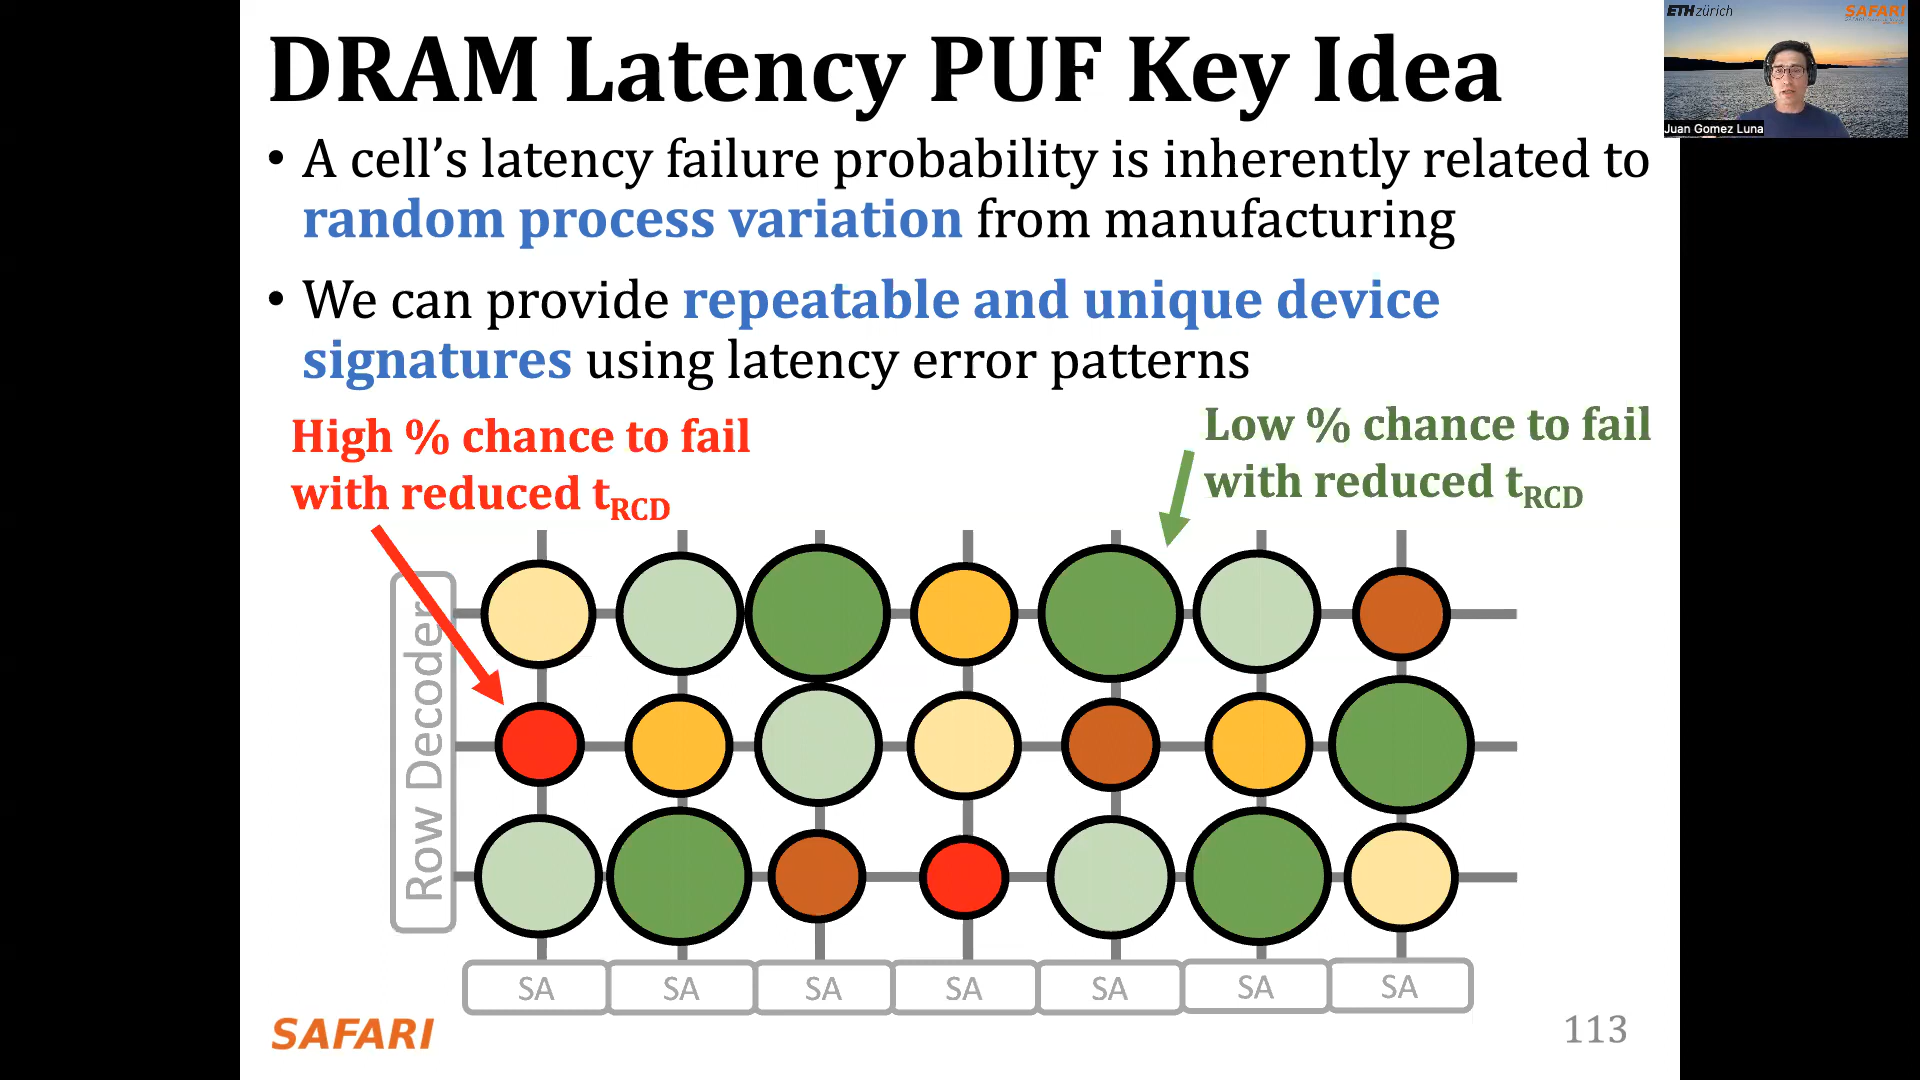 DRAM Latency PUF Key Idea
ETH zürich
SAFARI
Juan Gomez Luna
• A cell’s latency failure probability is inherently related to
random process variation from manufacturing
• We can provide repeatable and unique device
signatures using latency error patterns
High % chance to fail
with reduced tRCD
Low % chance to fail
with reduced tRCD
Row Decoder
SA SA SA SA SA SA SA
SAFARI
113